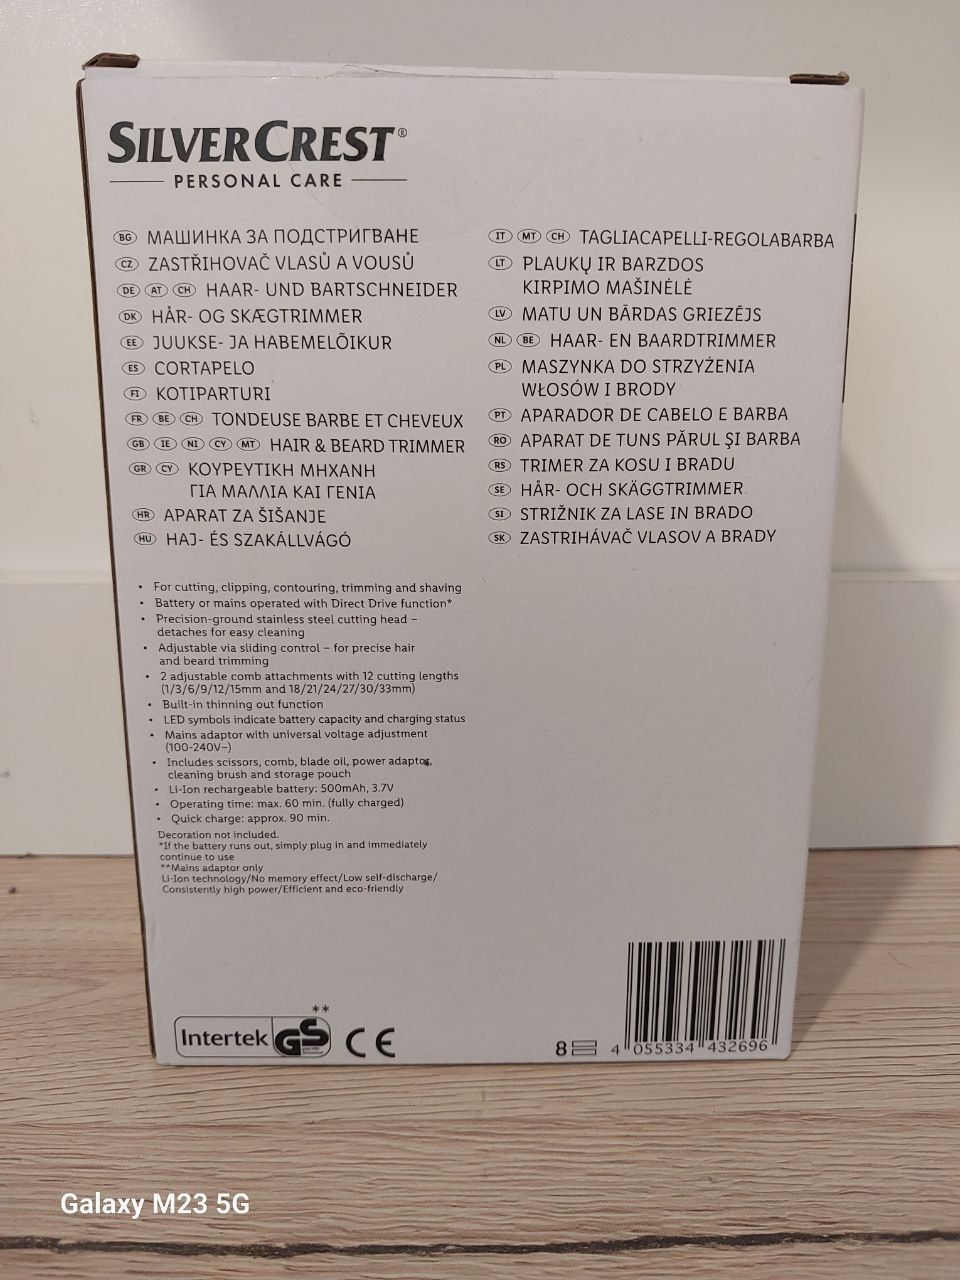 SILVERCREST®
PERSONAL CARE
BG МАШИНКА ЗА ПОДСТРИГВАНЕ
CZ ZASTŘIHOVAČ VLASŮ A VOUSŮ
DE AT CH HAAR- UND BARTSCHNEIDER
DK HÅR- OG SKÆGTRIMMER
EE JUUKSE- JA HABEMELÕIKUR
ES CORTAPELO
FI KOTIPARTURI
FR BE CH TONDEUSE BARBE ET CHEVEUX
GB IE NI CY MT HAIR & BEARD TRIMMER
GR CY ΚΟΥΡΕΥΤΙΚΗ ΜΗΧΑΝΗ
ΓΙΑ ΜΑΛΛΙΑ ΚΑΙ ΓΕΝΙΑ
HR APARAT ZA ŠIŠANJE
HU HAJ- ÉS SZAKÁLLVÁGÓ
IT MT CH TAGLIACAPELLI-REGOLABARBA
LT PLAUKŲ IR BARZDOS
KIRPIMO MAŠINĖLĖ
LV MATU UN BĀRDAS GRIEZĒJS
NL BE HAAR- EN BAARDTRIMMER
PL MASZYNKA DO STRZYŻENIA
WŁOSÓW I BRODY
PT APARADOR DE CABELO E BARBA
RO APARAT DE TUNS PĂRUL ŞI BARBA
RS TRIMER ZA KOSU I BRADU
SE HÅR- OCH SKÄGGTRIMMER
SI STRIŽNIK ZA LASE IN BRADO
SK ZASTRIHÁVAČ VLASOV A BRADY
• For cutting, clipping, contouring, trimming and shaving
• Battery or mains operated with Direct Drive function*
• Precision-ground stainless steel cutting head –
detaches for easy cleaning
• Adjustable via sliding control – for precise hair
and beard trimming
• 2 adjustable comb attachments with 12 cutting lengths
(1/3/6/9/12/15mm and 18/21/24/27/30/33mm)
• Built-in thinning out function
• LED symbols indicate battery capacity and charging status
• Mains adaptor with universal voltage adjustment
(100-240V~)
• Includes scissors, comb, blade oil, power adaptor,
cleaning brush and storage pouch
• Li-Ion rechargeable battery: 500mAh, 3.7V
• Operating time: max. 60 min. (fully charged)
• Quick charge: approx. 90 min.
Decoration not included.
*If the battery runs out, simply plug in and immediately
continue to use
**Mains adaptor only
Li-Ion technology/No memory effect/Low self-discharge/
Consistently high power/Efficient and eco-friendly
**
Intertek GS CE
8 4 055334 432696
Galaxy M23 5G